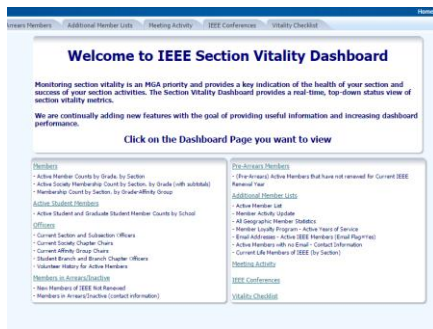 Home
Arrears Members   Additional Member Lists   Meeting Activity   IEEE Conferences   Vitality Checklist
Welcome to IEEE Section Vitality Dashboard
Monitoring section vitality is an MGA priority and provides a key indication of the health of your section and
success of your section activities. The Section Vitality Dashboard provides a real-time, top-down status view of
section vitality metrics.
We are continually adding new features with the goal of providing useful information and increasing dashboard
performance.
Click on the Dashboard Page you want to view
Members
- Active Member Counts by Grade, by Section
- Active Society Membership Count by Section, by Grade (with subtotals)
- Membership Count by Section, by Grade-Affinity Group
Active Student Members
- Active Student and Graduate Student Member Counts by School
Officers
- Current Section and Subsection Officers
- Current Society Chapter Chairs
- Current Affinity Group Chairs
- Student Branch and Branch Chapter Officers
- Volunteer History for Active Members
Members in Arrears/Inactive
- New Members of IEEE Not Renewed
- Members in Arrears/Inactive (contact information)
Pre-Arrears Members
- (Pre-Arrears) Active Members that have not renewed for Current IEEE
Renewal Year
Additional Member Lists
- Active Member List
- Member Activity Update
- All Geographic Member Statistics
- Member Loyalty Program - Active Years of Service
- Email Addresses - Active IEEE Members (Email Flag=Yes)
- Active Members with no Email - Contact Information
- Current Life Members of IEEE (by Section)
Meeting Activity
IEEE Conferences
Vitality Checklist